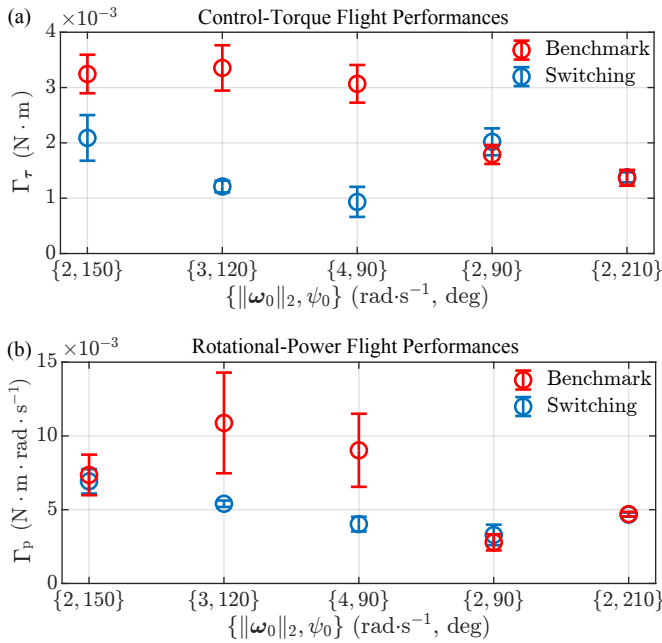 (a) Control-Torque Flight Performances
×10⁻³
4
3
2
1
0
Γ_τ (N · m)
Benchmark
Switching
{2, 150} {3, 120} {4, 90} {2, 90} {2, 210}
{‖ω₀‖₂, ψ₀} (rad·s⁻¹, deg)
(b) Rotational-Power Flight Performances
×10⁻³
15
10
5
0
Γ_p (N · m · rad · s⁻¹)
Benchmark
Switching
{2, 150} {3, 120} {4, 90} {2, 90} {2, 210}
{‖ω₀‖₂, ψ₀} (rad·s⁻¹, deg)